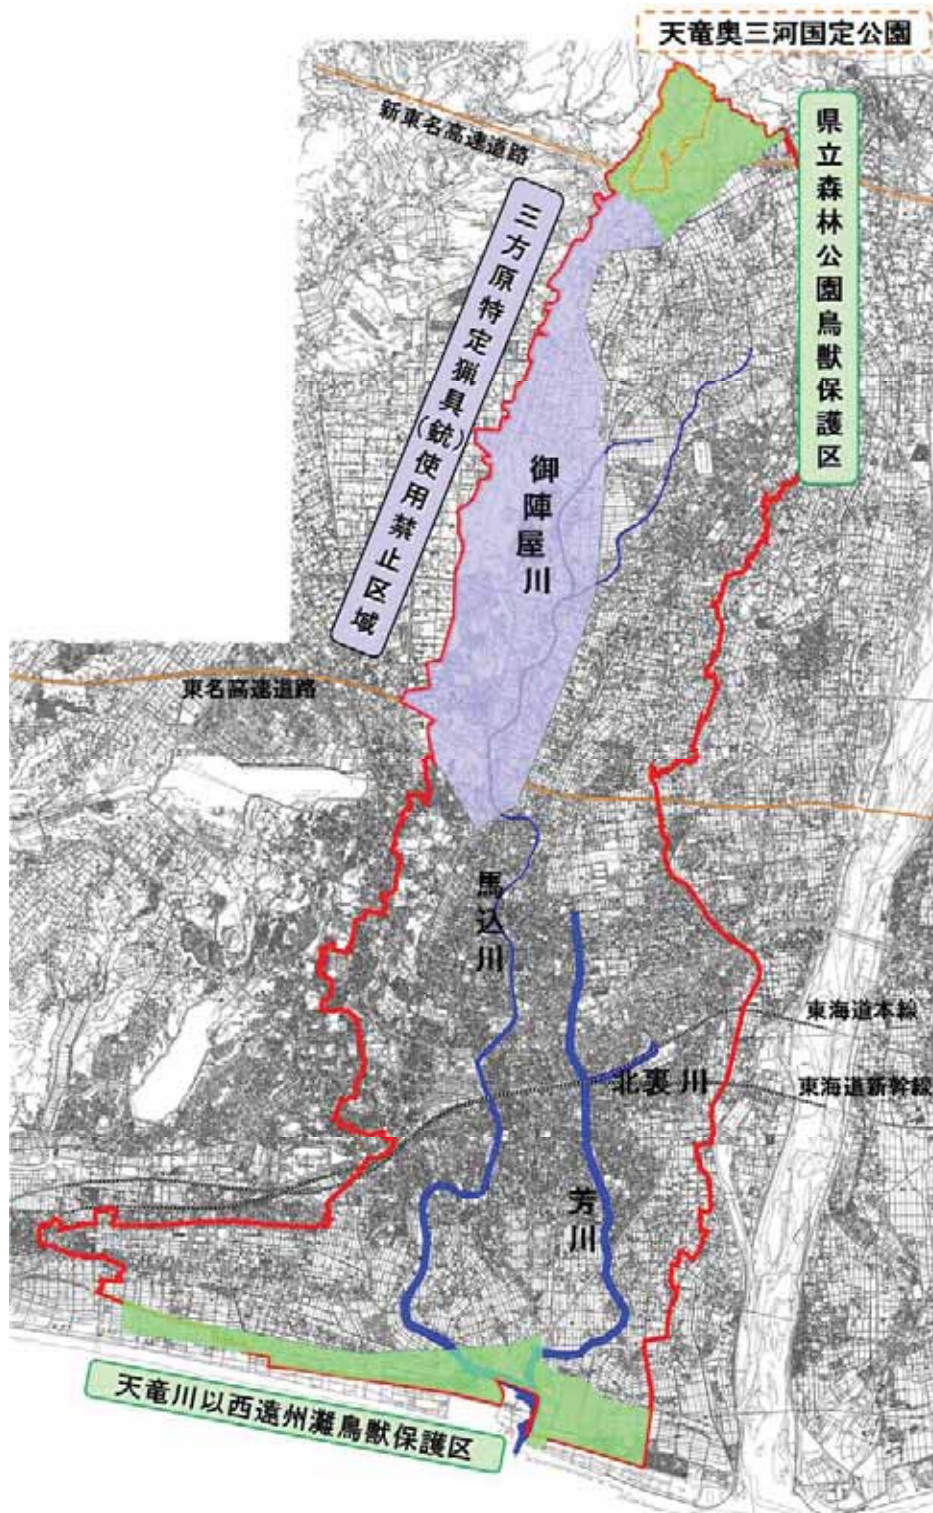 天竜奥三河国定公園
県立森林公園鳥獣保護区
新東名高速道路
三方原特定猟具(銃)使用禁止区域
御陣屋川
東名高速道路
馬込川
東海道本線
北裏川
東海道新幹線
芳川
天竜川以西遠州灘鳥獣保護区